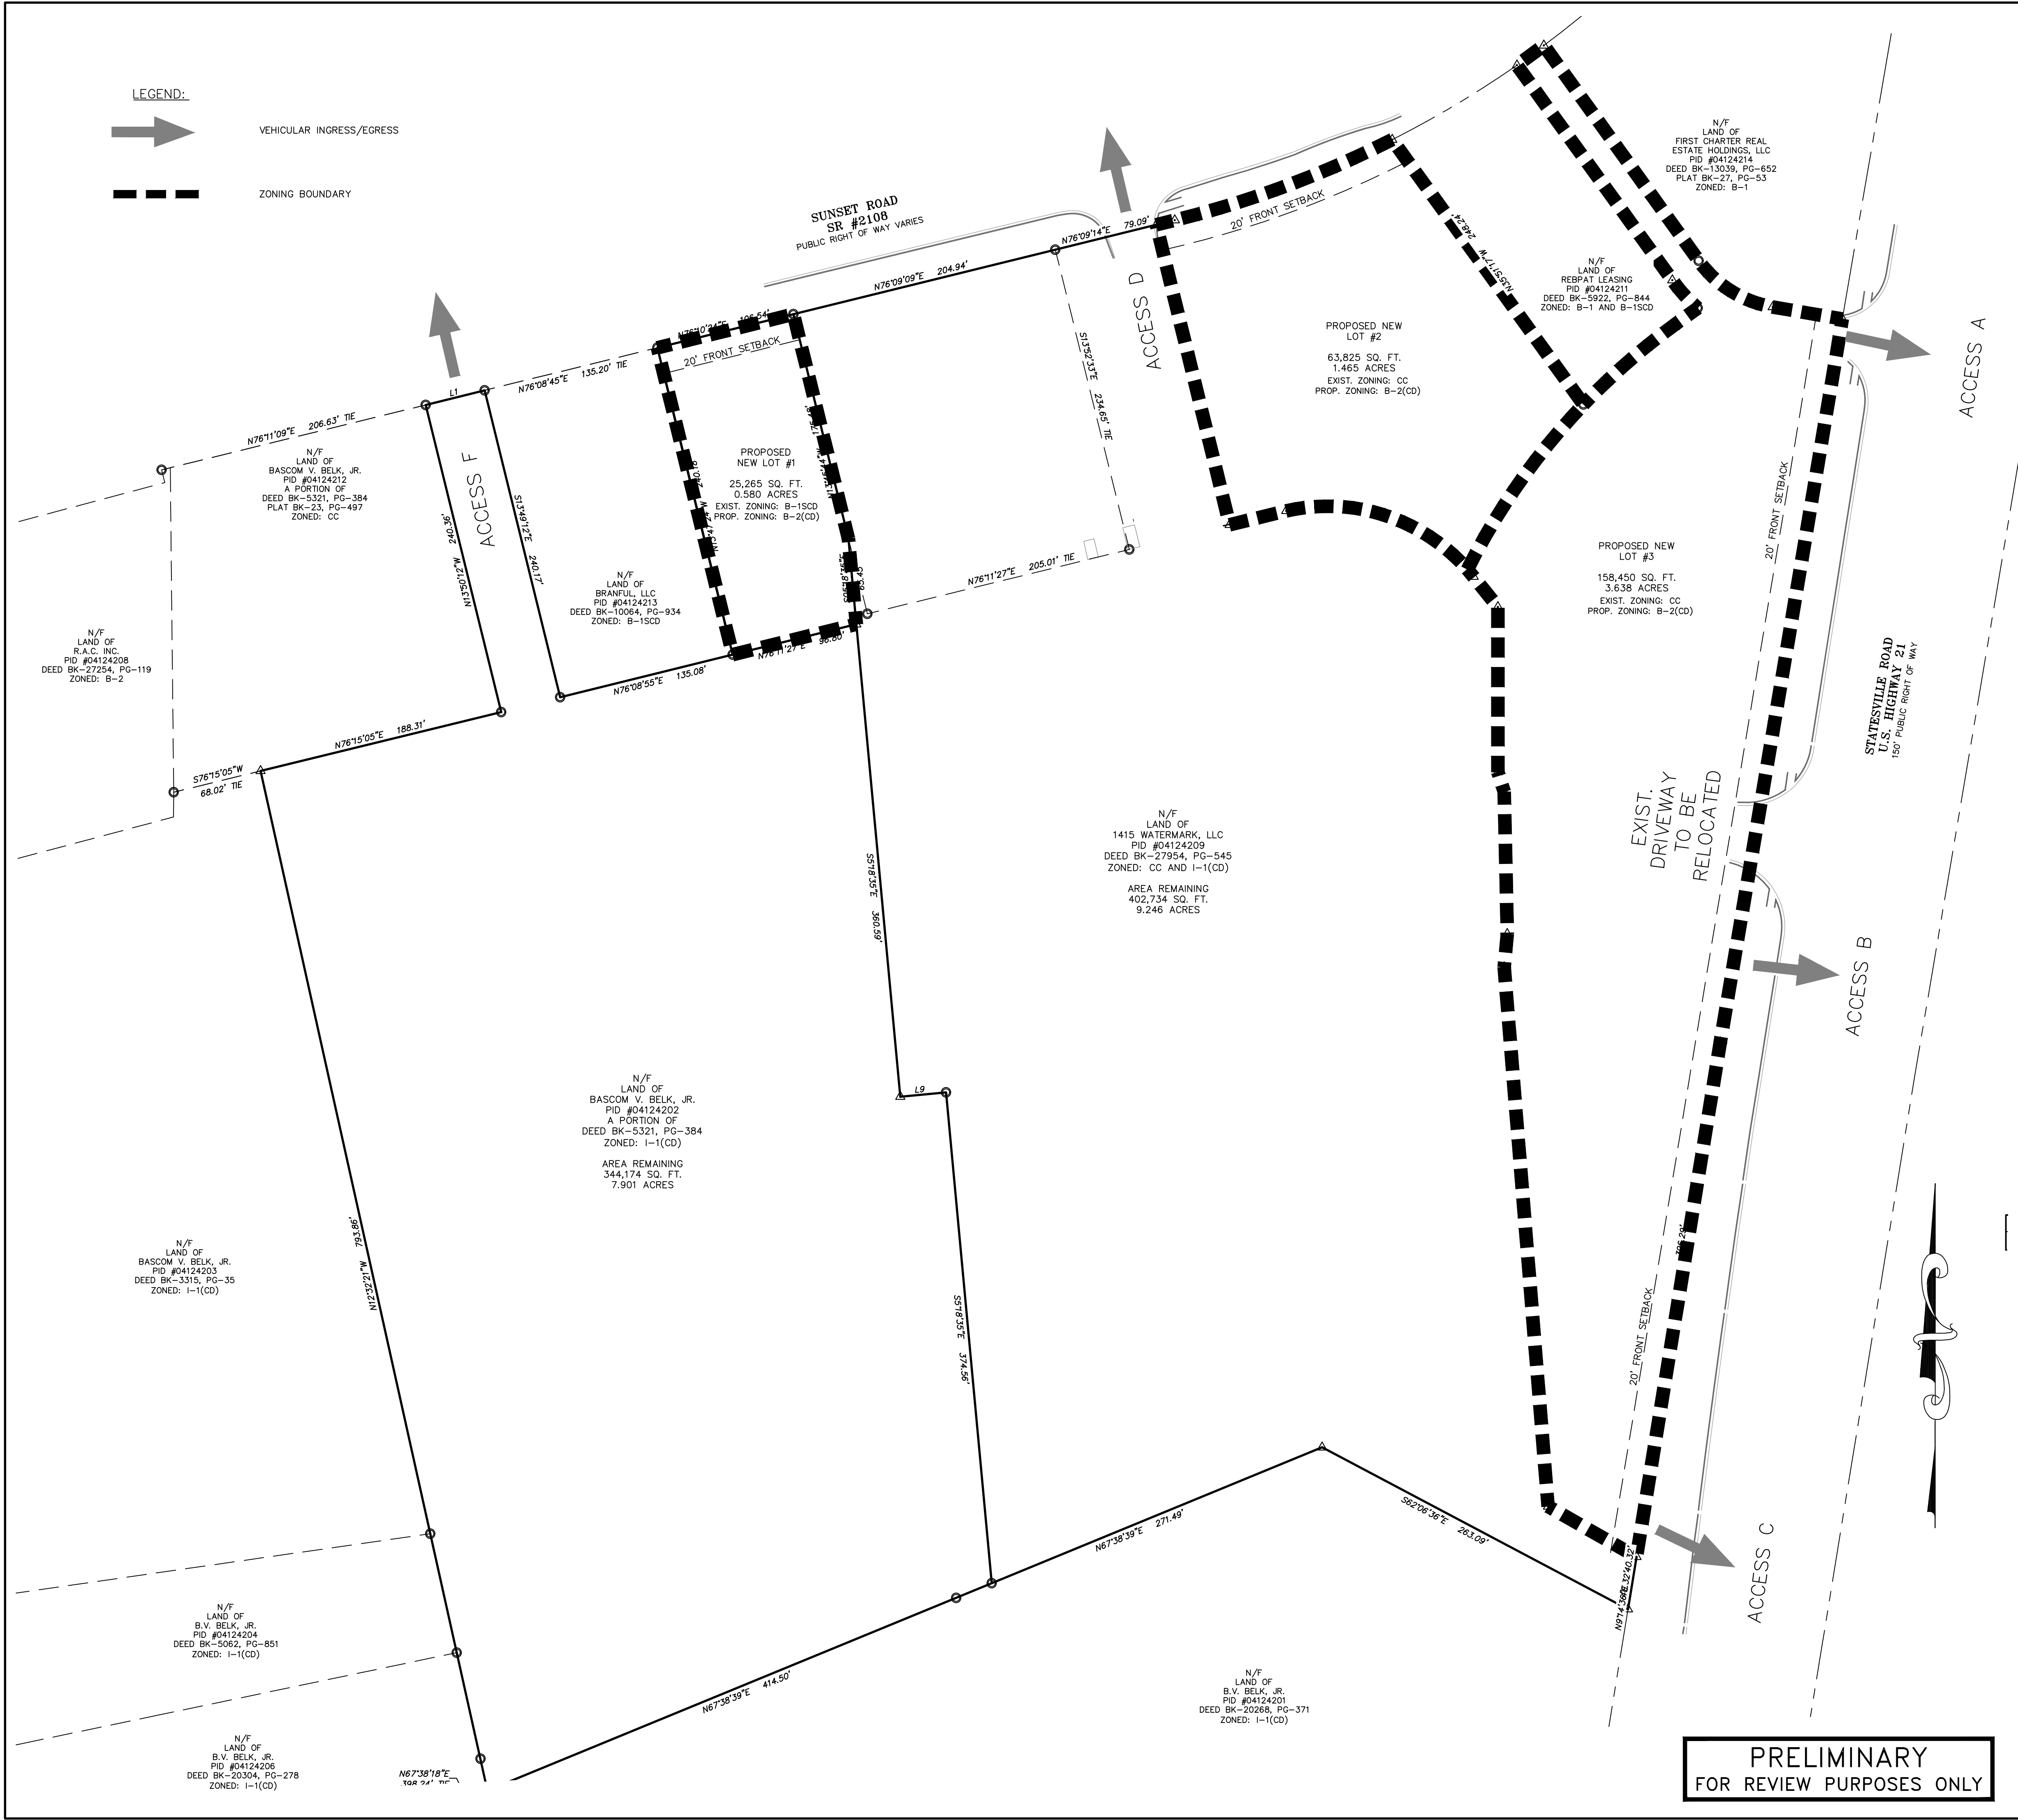 LEGEND:
VEHICULAR INGRESS/EGRESS
ZONING BOUNDARY
SUNSET ROAD
SR #2108
PUBLIC RIGHT OF WAY VARIES
N/F
LAND OF
FIRST CHARTER REAL
ESTATE HOLDINGS, LLC
PID #04124214
DEED BK-13039, PG-652
PLAT BK-27, PG-53
ZONED: B-1
N76°09'14"E 79.09'
20' FRONT SETBACK
N76°09'09"E 204.94'
ACCESS D
S13°52'33"E 234.65' TIE
N35°51'17"W 248.24'
N/F
LAND OF
REBPAT LEASING
PID #04124211
DEED BK-5922, PG-844
ZONED: B-1 AND B-1SCD
PROPOSED NEW
LOT #2
63,825 SQ. FT.
1.465 ACRES
EXIST. ZONING: CC
PROP. ZONING: B-2(CD)
ACCESS A
20' FRONT SETBACK
N76°08'45"E 135.20' TIE
L1
N76°11'09"E 206.63' TIE
N/F
LAND OF
BASCOM V. BELK, JR.
PID #04124212
A PORTION OF
DEED BK-5321, PG-384
PLAT BK-23, PG-497
ZONED: CC
N13°50'12"W 240.36'
ACCESS F
S13°49'12"E 240.17'
PROPOSED
NEW LOT #1
25,265 SQ. FT.
0.580 ACRES
EXIST. ZONING: B-1SCD
PROP. ZONING: B-2(CD)
N/F
LAND OF
BRANFUL, LLC
PID #04124213
DEED BK-10064, PG-934
ZONED: B-1SCD
N76°11'27"E 205.01' TIE
N76°11'27"E 96.80'
N76°08'55"E 135.08'
20' FRONT SETBACK
PROPOSED NEW
LOT #3
158,450 SQ. FT.
3.638 ACRES
EXIST. ZONING: CC
PROP. ZONING: B-2(CD)
N/F
LAND OF
R.A.C. INC.
PID #04124208
DEED BK-27254, PG-119
ZONED: B-2
N76°15'05"E 188.31'
S76°15'05"W
68.02' TIE
STATESVILLE ROAD
U.S. HIGHWAY 21
150' PUBLIC RIGHT OF WAY
EXIST.
DRIVEWAY
TO BE
RELOCATED
S5°18'35"E 360.59'
N/F
LAND OF
1415 WATERMARK, LLC
PID #04124209
DEED BK-27954, PG-545
ZONED: CC AND I-1(CD)
AREA REMAINING
402,734 SQ. FT.
9.246 ACRES
ACCESS B
L9
N/F
LAND OF
BASCOM V. BELK, JR.
PID #04124202
A PORTION OF
DEED BK-5321, PG-384
ZONED: I-1(CD)
AREA REMAINING
344,174 SQ. FT.
7.901 ACRES
N12°32'21"W 793.86'
N/F
LAND OF
BASCOM V. BELK, JR.
PID #04124203
DEED BK-3315, PG-35
ZONED: I-1(CD)
S5°18'35"E 374.56'
20' FRONT SETBACK
N67°38'39"E 271.49'
S62°06'36"E 263.09'
ACCESS C
N/F
LAND OF
B.V. BELK, JR.
PID #04124204
DEED BK-5062, PG-851
ZONED: I-1(CD)
N67°38'39"E 414.50'
N/F
LAND OF
B.V. BELK, JR.
PID #04124201
DEED BK-20268, PG-371
ZONED: I-1(CD)
N/F
LAND OF
B.V. BELK, JR.
PID #04124206
DEED BK-20304, PG-278
ZONED: I-1(CD)
N67°38'18"E
398.24' TIE
PRELIMINARY
FOR REVIEW PURPOSES ONLY